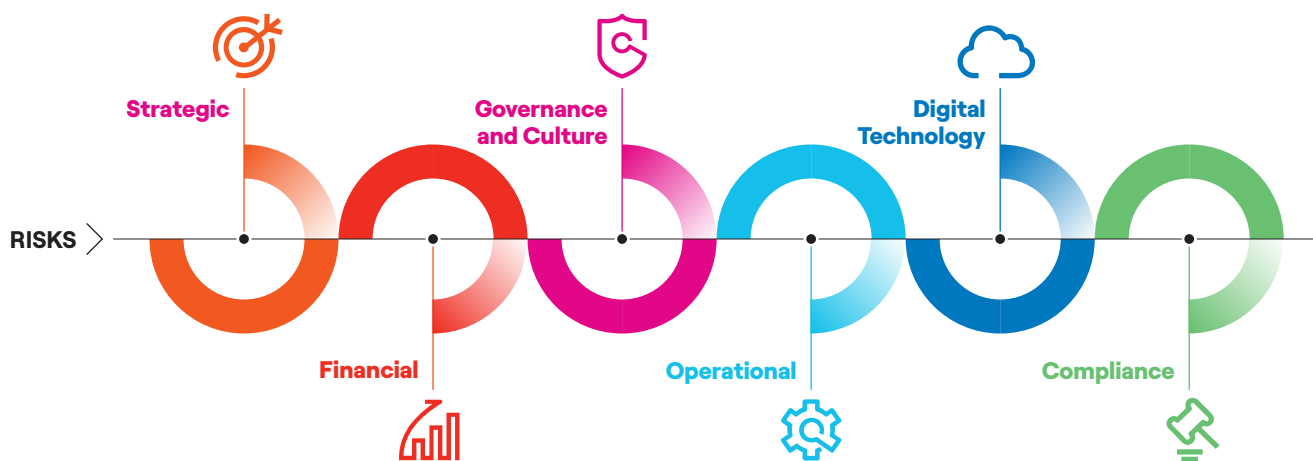 RISKS
Strategic
Financial
Governance
and Culture
Operational
Digital
Technology
Compliance